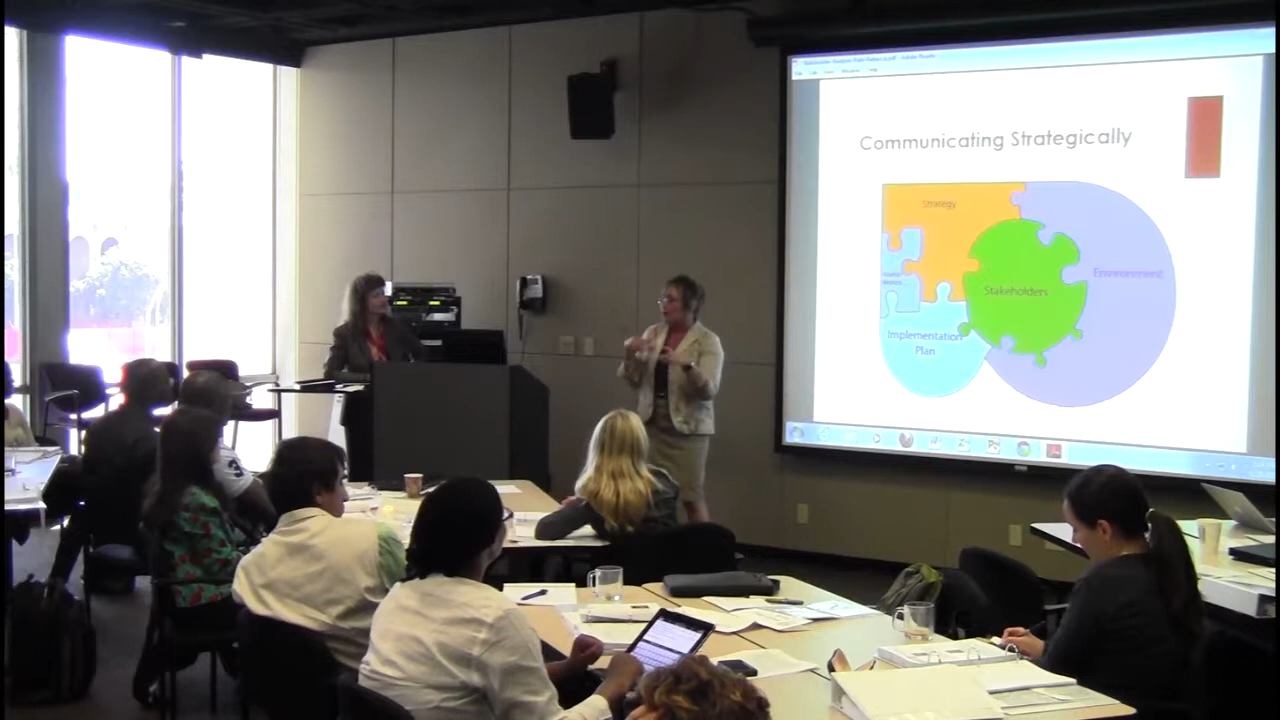 Communicating Strategically
Strategy
Environment
Stakeholders
Implementation
Plan